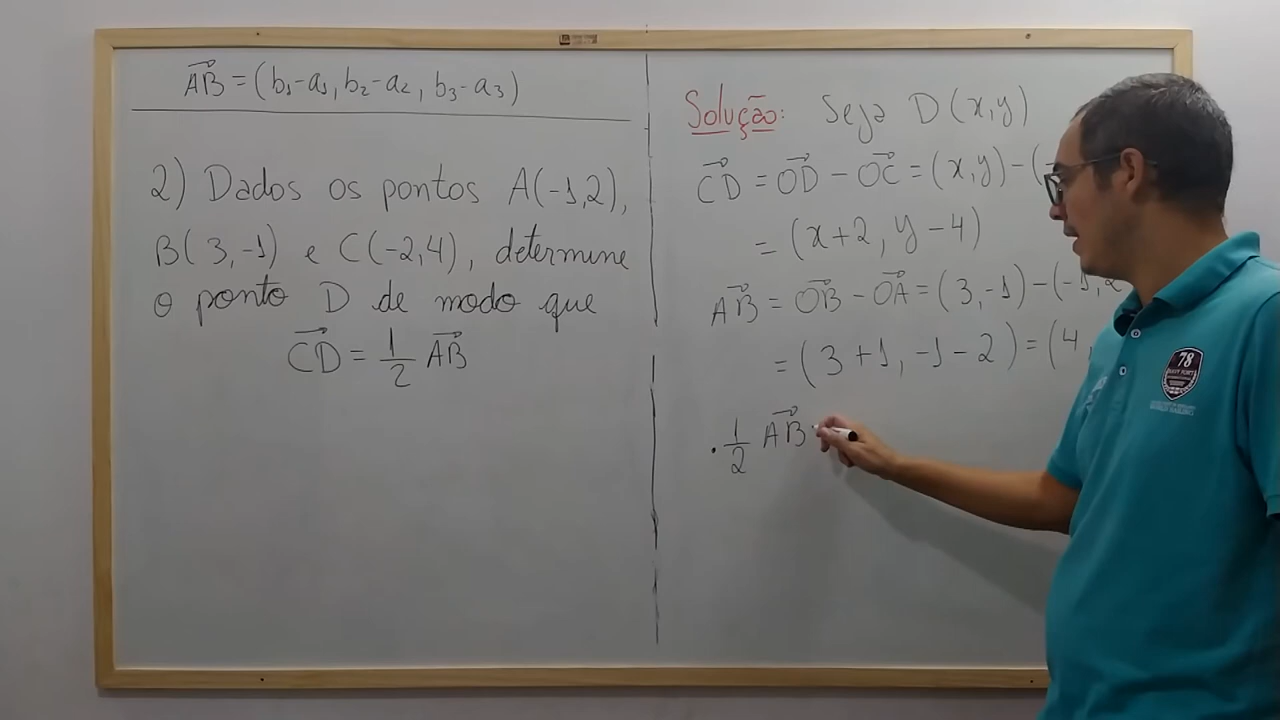 AB = (b1-a1, b2-a2, b3-a3)
2) Dados os pontos A(-1,2),
B(3,-1) e C(-2,4), determine
o ponto D de modo que
CD = 1/2 AB
Solução: Seja D(x,y)
CD = OD - OC = (x,y) - (
= (x+2, y-4)
AB = OB - OA = (3,-1) - (-1,2
= (3+1, -1-2) = (4,
. 1/2 AB
78